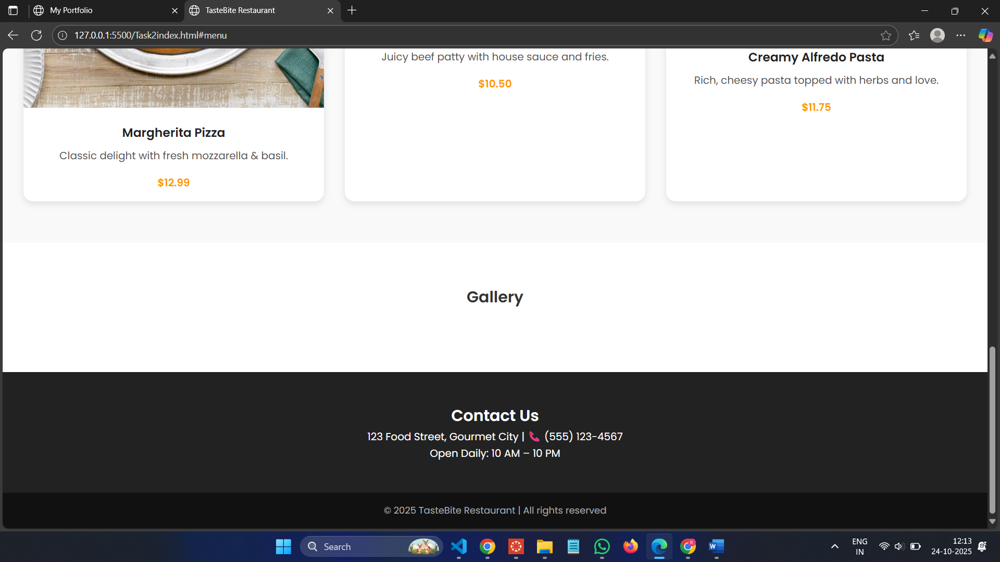 My Portfolio
TasteBite Restaurant
127.0.0.1:5500/Task2index.html#menu
Juicy beef patty with house sauce and fries.
$10.50
Creamy Alfredo Pasta
Rich, cheesy pasta topped with herbs and love.
$11.75
Margherita Pizza
Classic delight with fresh mozzarella & basil.
$12.99
Gallery
Contact Us
123 Food Street, Gourmet City | 📞 (555) 123-4567
Open Daily: 10 AM – 10 PM
© 2025 TasteBite Restaurant | All rights reserved
Search
K
W
ENG
IN
12:13
24-10-2025